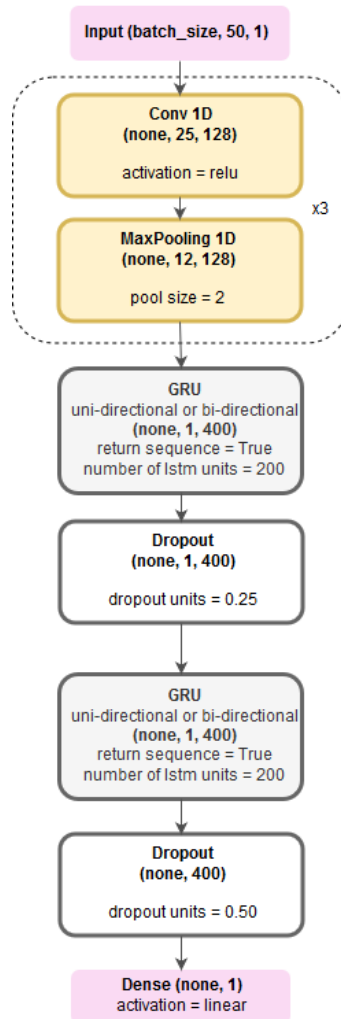 Input (batch_size, 50, 1)
Conv 1D
(none, 25, 128)
activation = relu
x3
MaxPooling 1D
(none, 12, 128)
pool size = 2
GRU
uni-directional or bi-directional
(none, 1, 400)
return sequence = True
number of lstm units = 200
Dropout
(none, 1, 400)
dropout units = 0.25
GRU
uni-directional or bi-directional
(none, 1, 400)
return sequence = True
number of lstm units = 200
Dropout
(none, 400)
dropout units = 0.50
Dense (none, 1)
activation = linear